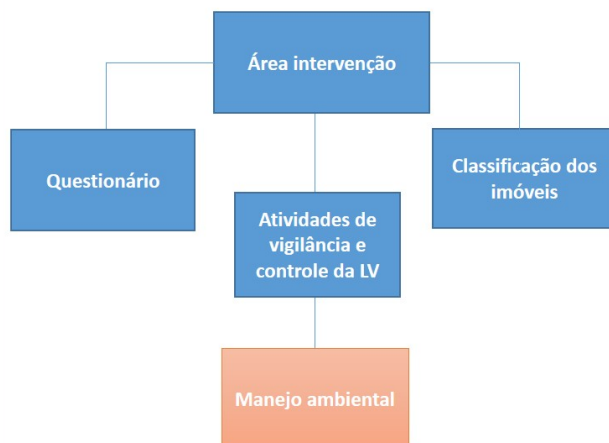 Área intervenção
Questionário
Classificação dos
imóveis
Atividades de
vigilância e
controle da LV
Manejo ambiental